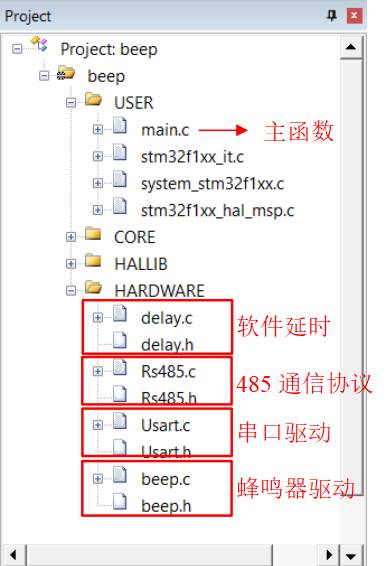 Project
Project: beep
beep
USER
main.c 主函数
stm32f1xx_it.c
system_stm32f1xx.c
stm32f1xx_hal_msp.c
CORE
HALLIB
HARDWARE
delay.c 软件延时
delay.h
Rs485.c 485 通信协议
Rs485.h
Usart.c 串口驱动
Usart.h
beep.c 蜂鸣器驱动
beep.h